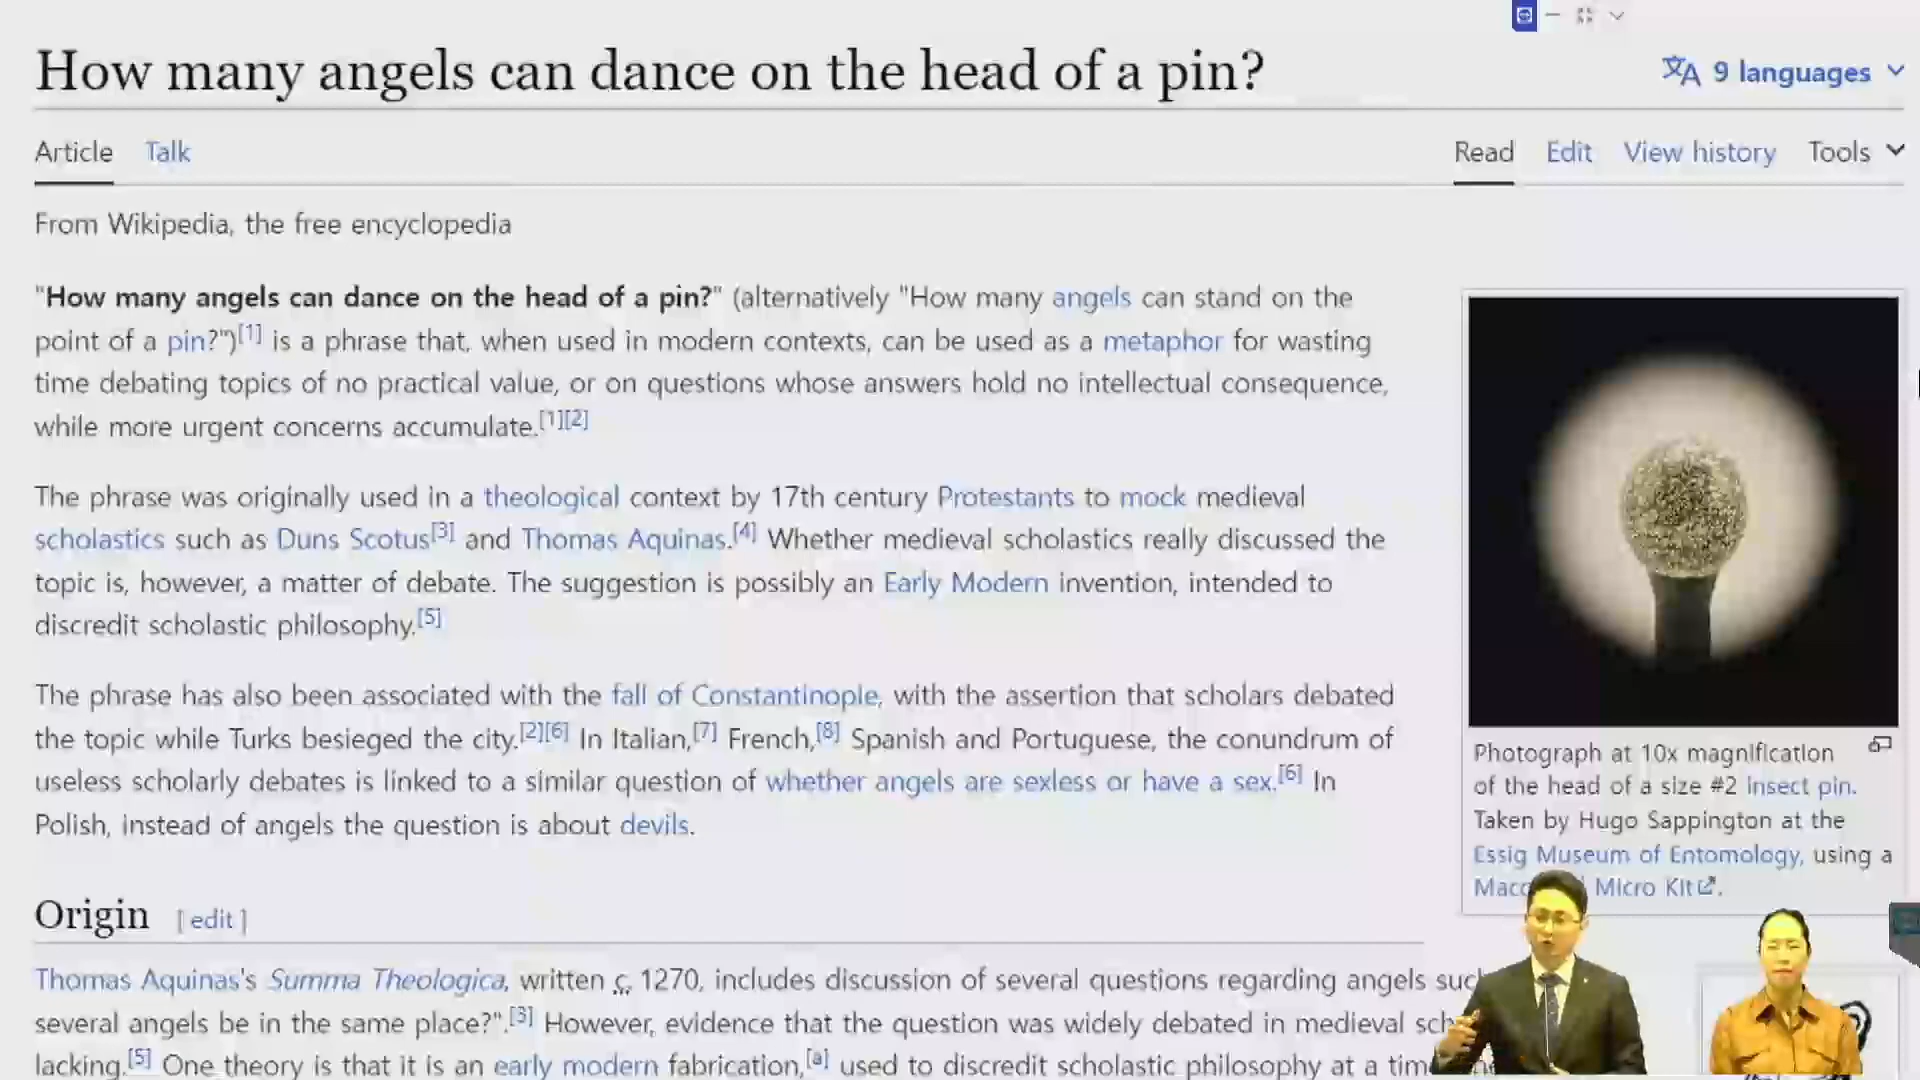 How many angels can dance on the head of a pin?
9 languages
Article Talk
Read Edit View history Tools
From Wikipedia, the free encyclopedia
"How many angels can dance on the head of a pin?" (alternatively "How many angels can stand on the
point of a pin?")[1] is a phrase that, when used in modern contexts, can be used as a metaphor for wasting
time debating topics of no practical value, or on questions whose answers hold no intellectual consequence,
while more urgent concerns accumulate.[1][2]
The phrase was originally used in a theological context by 17th century Protestants to mock medieval
scholastics such as Duns Scotus[3] and Thomas Aquinas.[4] Whether medieval scholastics really discussed the
topic is, however, a matter of debate. The suggestion is possibly an Early Modern invention, intended to
discredit scholastic philosophy.[5]
The phrase has also been associated with the fall of Constantinople, with the assertion that scholars debated
the topic while Turks besieged the city.[2][6] In Italian,[7] French,[8] Spanish and Portuguese, the conundrum of
useless scholarly debates is linked to a similar question of whether angels are sexless or have a sex.[6] In
Polish, instead of angels the question is about devils.
Photograph at 10x magnification
of the head of a size #2 insect pin.
Taken by Hugo Sappington at the
Essig Museum of Entomology, using a
Micro Kit.
Origin [ edit ]
Thomas Aquinas's Summa Theologica, written c. 1270, includes discussion of several questions regarding angels
several angels be in the same place?".[3] However, evidence that the question was widely debated in medieval
lacking.[5] One theory is that it is an early modern fabrication,[a] used to discredit scholastic philosophy at a